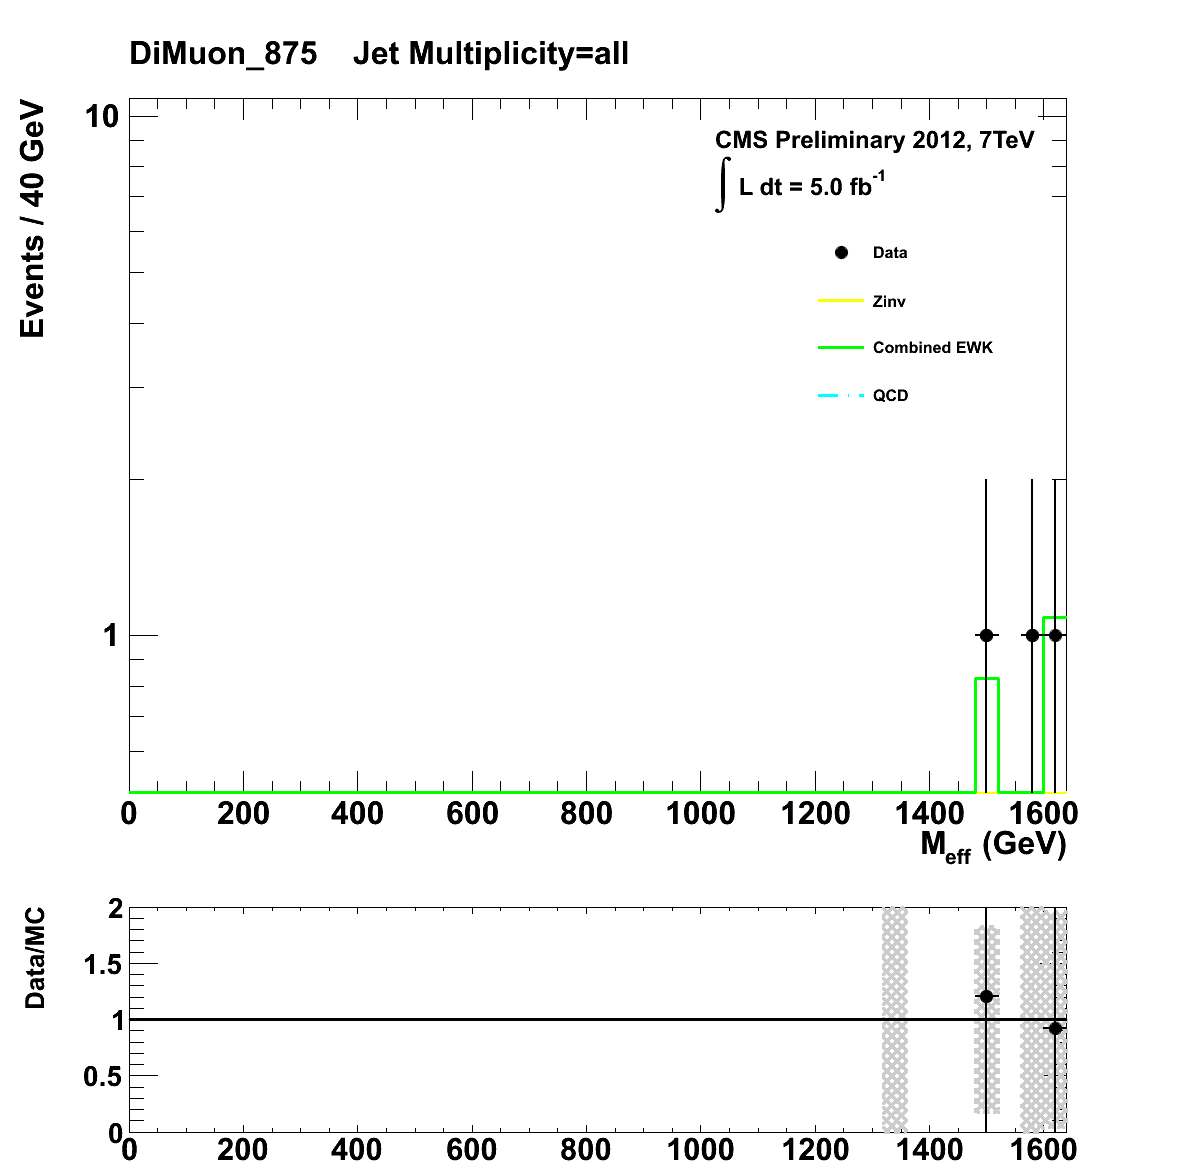 DiMuon_875 Jet Multiplicity=all
Events / 40 GeV
10
1
CMS Preliminary 2012, 7TeV
∫ L dt = 5.0 fb⁻¹
Data
Zinv
Combined EWK
QCD
0 200 400 600 800 1000 1200 1400 1600
M_eff (GeV)
Data/MC
2
1.5
1
0.5
0
0 200 400 600 800 1000 1200 1400 1600